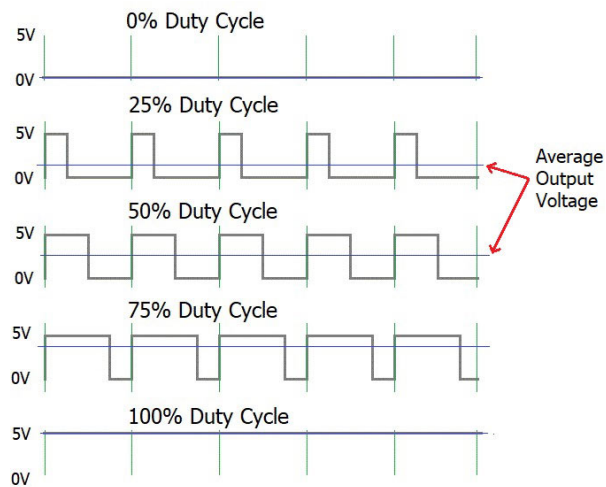 0% Duty Cycle
5V
0V
25% Duty Cycle
5V
0V
Average
Output
Voltage
50% Duty Cycle
5V
0V
75% Duty Cycle
5V
0V
100% Duty Cycle
5V
0V